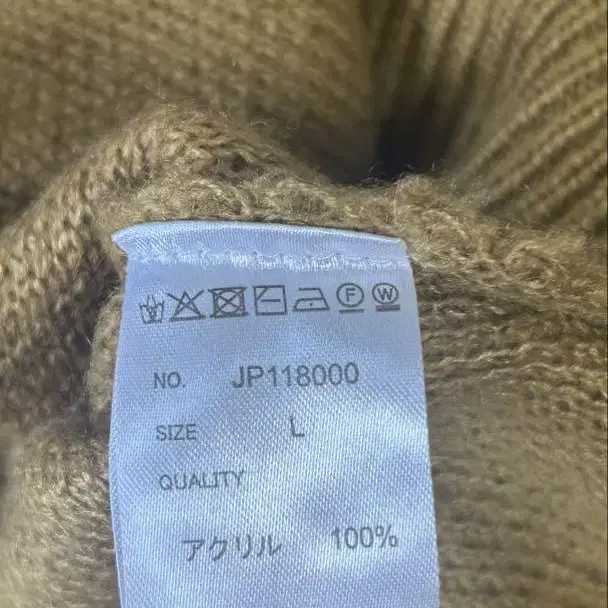 F W
NO. JP118000
SIZE L
QUALITY
アクリル 100%